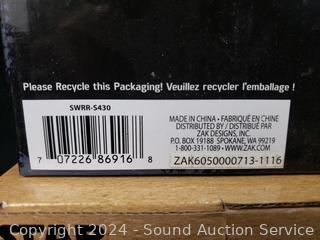 Please Recycle this Packaging! Veuillez recycler l'emballage !
SWRR-S430
7 07226 86916 8
MADE IN CHINA • FABRIQUÉ EN CHINE
DISTRIBUTED BY / DISTRIBUÉ PAR
ZAK DESIGNS, INC.
P.O. BOX 19188 SPOKANE, WA 99219
1-800-331-1089 • WWW.ZAK.COM
ZAK6050000713-1116
Copyright 2024 - Sound Auction Service